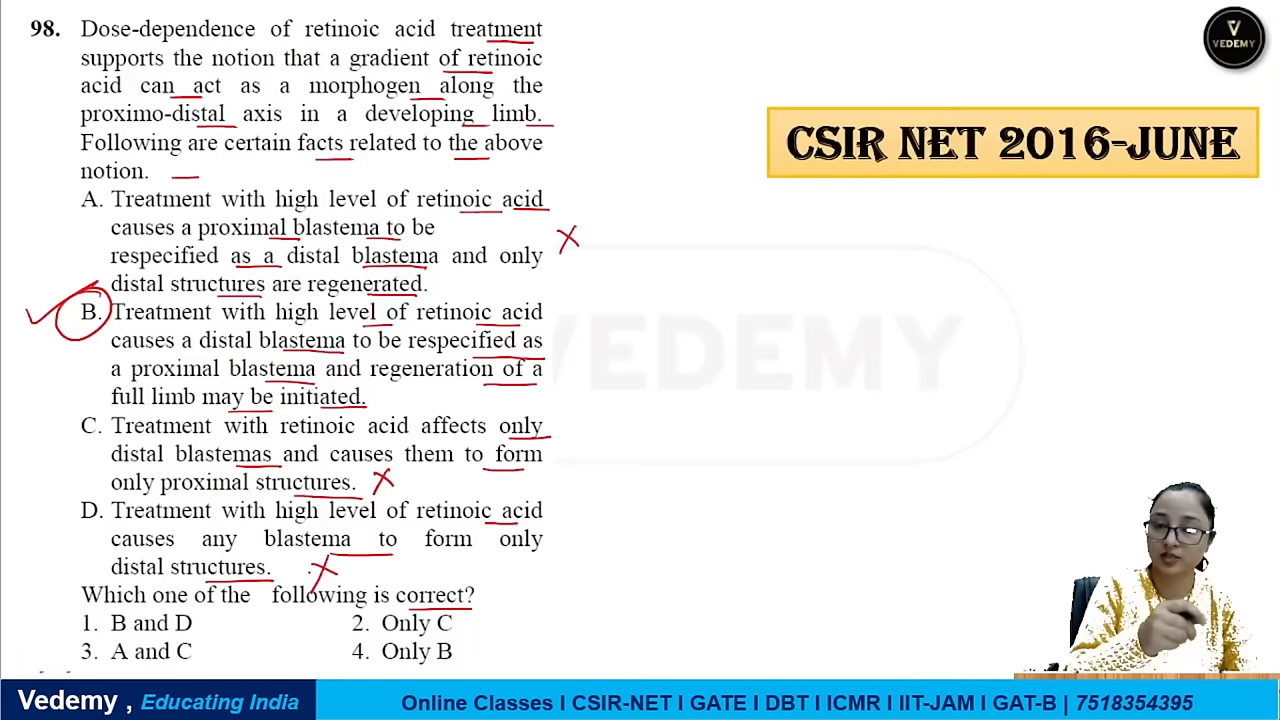 98. Dose-dependence of retinoic acid treatment
supports the notion that a gradient of retinoic
acid can act as a morphogen along the
proximo-distal axis in a developing limb.
Following are certain facts related to the above
notion.
A. Treatment with high level of retinoic acid
causes a proximal blastema to be
respecified as a distal blastema and only
distal structures are regenerated.
B. Treatment with high level of retinoic acid
causes a distal blastema to be respecified as
a proximal blastema and regeneration of a
full limb may be initiated.
C. Treatment with retinoic acid affects only
distal blastemas and causes them to form
only proximal structures.
D. Treatment with high level of retinoic acid
causes any blastema to form only
distal structures.
Which one of the following is correct?
1. B and D 2. Only C
3. A and C 4. Only B
VEDEMY
CSIR NET 2016-JUNE
VEDEMY
Vedemy , Educating India
Online Classes I CSIR-NET I GATE I DBT I ICMR I IIT-JAM I GAT-B | 7518354395